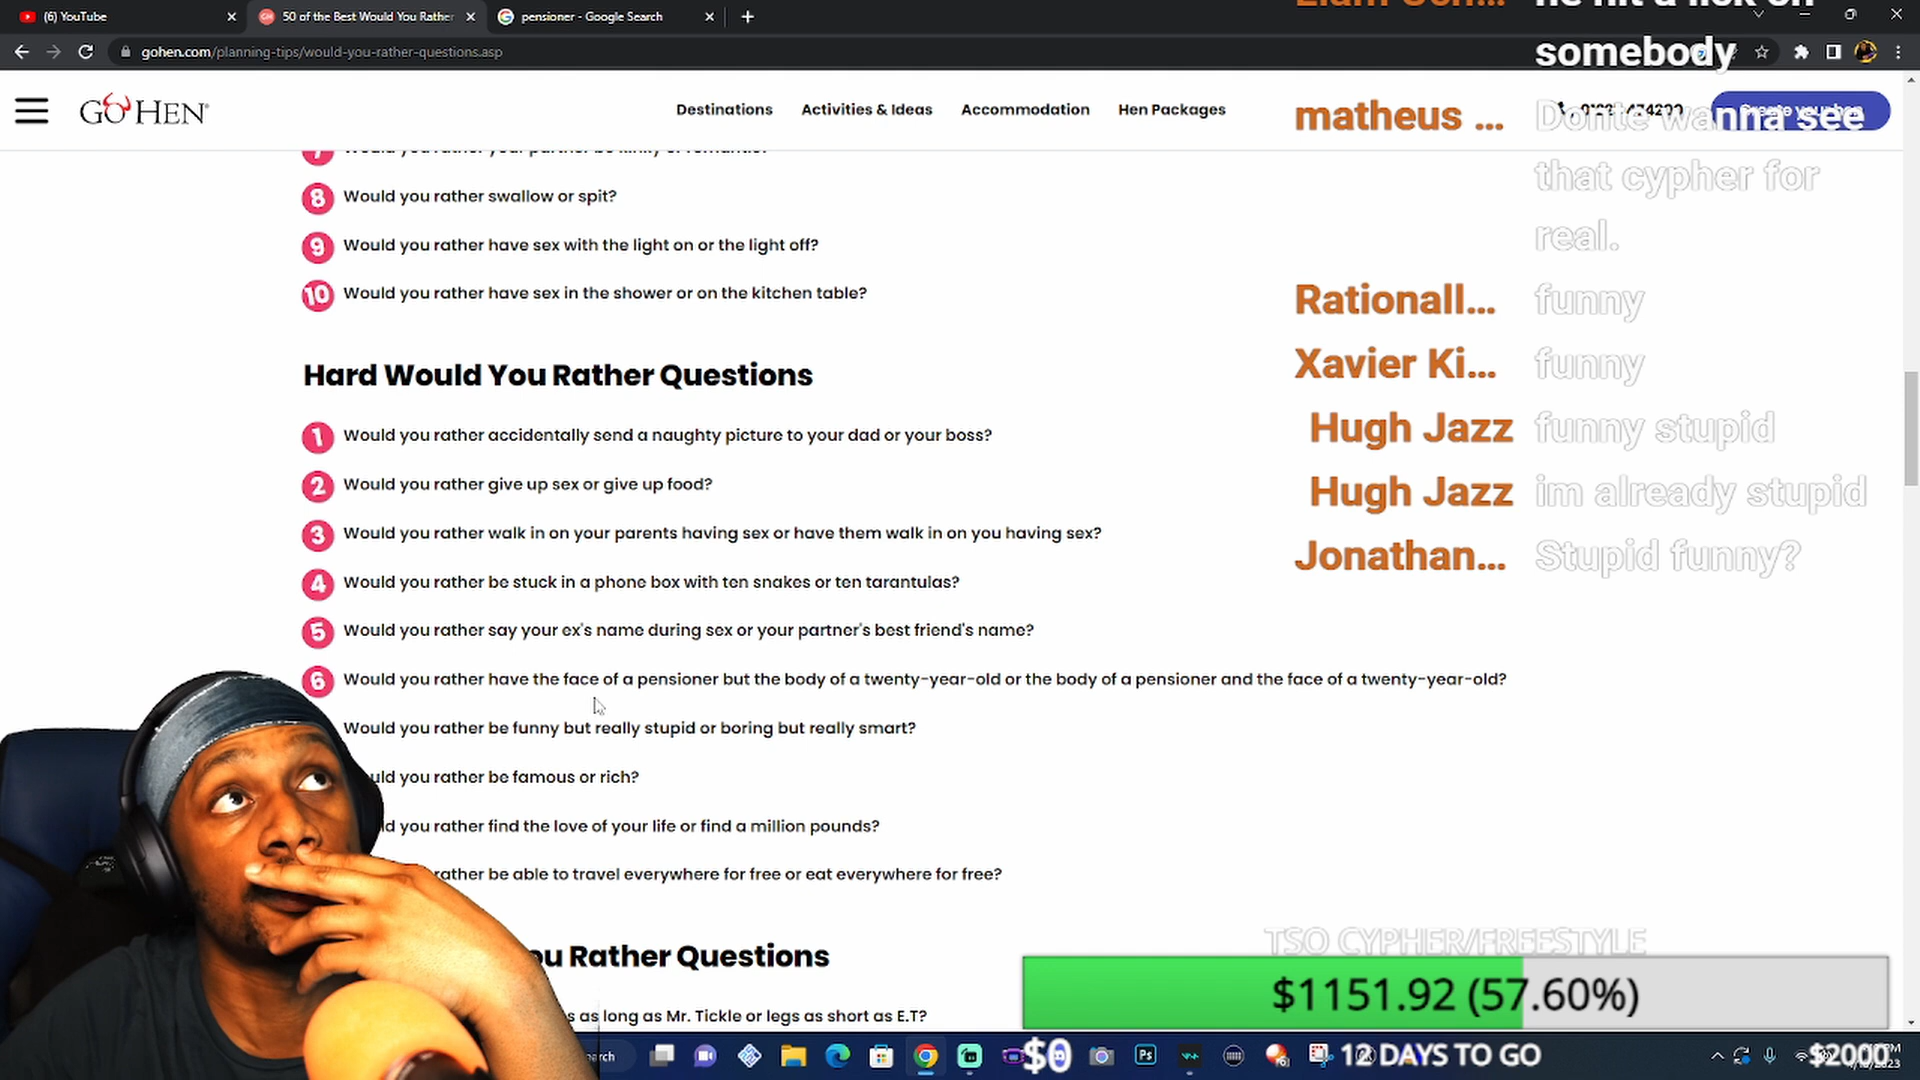 (6) YouTube
50 of the Best Would You Rather
pensioner - Google Search
gohen.com/planning-tips/would-you-rather-questions.asp
somebody
GO HEN
Destinations
Activities & Ideas
Accommodation
Hen Packages
matheus ... Donte wanna see
that cypher for
real.
Rationall... funny
Xavier Ki... funny
Hugh Jazz funny stupid
Hugh Jazz im already stupid
Jonathan... Stupid funny?
8 Would you rather swallow or spit?
9 Would you rather have sex with the light on or the light off?
10 Would you rather have sex in the shower or on the kitchen table?
Hard Would You Rather Questions
1 Would you rather accidentally send a naughty picture to your dad or your boss?
2 Would you rather give up sex or give up food?
3 Would you rather walk in on your parents having sex or have them walk in on you having sex?
4 Would you rather be stuck in a phone box with ten snakes or ten tarantulas?
5 Would you rather say your ex's name during sex or your partner's best friend's name?
6 Would you rather have the face of a pensioner but the body of a twenty-year-old or the body of a pensioner and the face of a twenty-year-old?
Would you rather be funny but really stupid or boring but really smart?
you rather be famous or rich?
you rather find the love of your life or find a million pounds?
rather be able to travel everywhere for free or eat everywhere for free?
Rather Questions
as long as Mr. Tickle or legs as short as E.T?
TSO CYPHER/FREESTYLE
$1151.92 (57.60%)
$0
12 DAYS TO GO
$2000
Ps